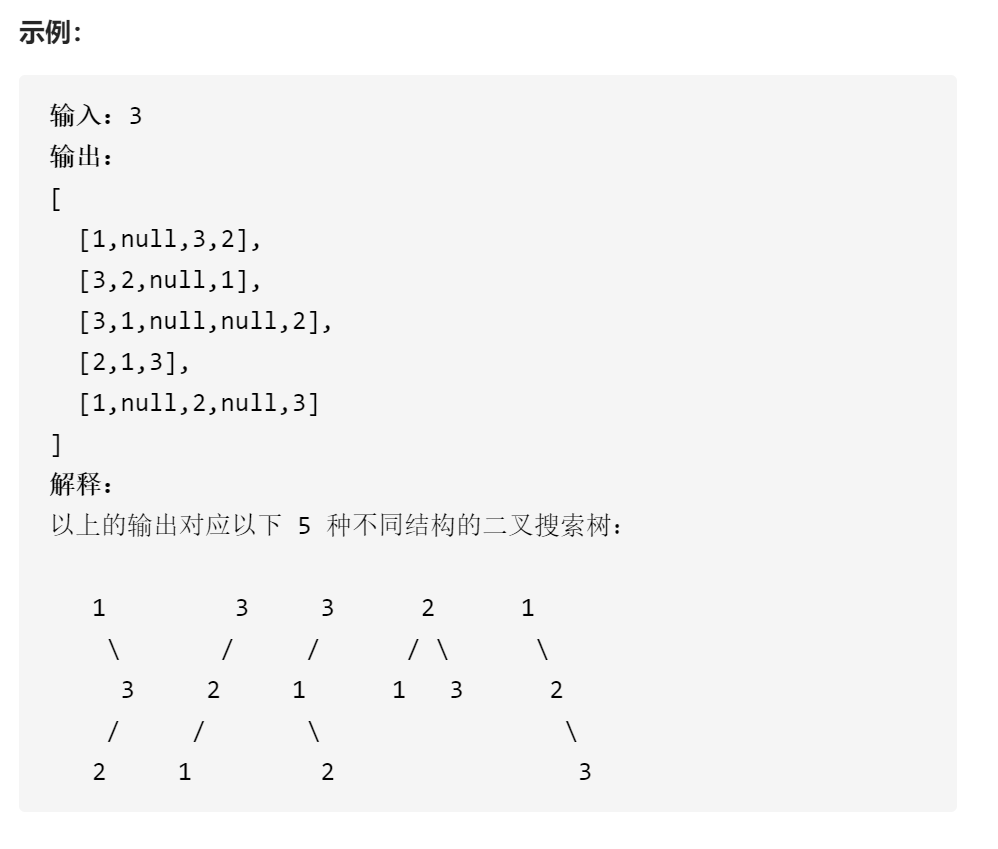 示例：
输入：3
输出：
[
  [1,null,3,2],
  [3,2,null,1],
  [3,1,null,null,2],
  [2,1,3],
  [1,null,2,null,3]
]
解释：
以上的输出对应以下 5 种不同结构的二叉搜索树：
   1         3     3      2      1
    \       /     /      / \      \
     3     2     1      1   3      2
    /     /       \                 \
   2     1         2                 3